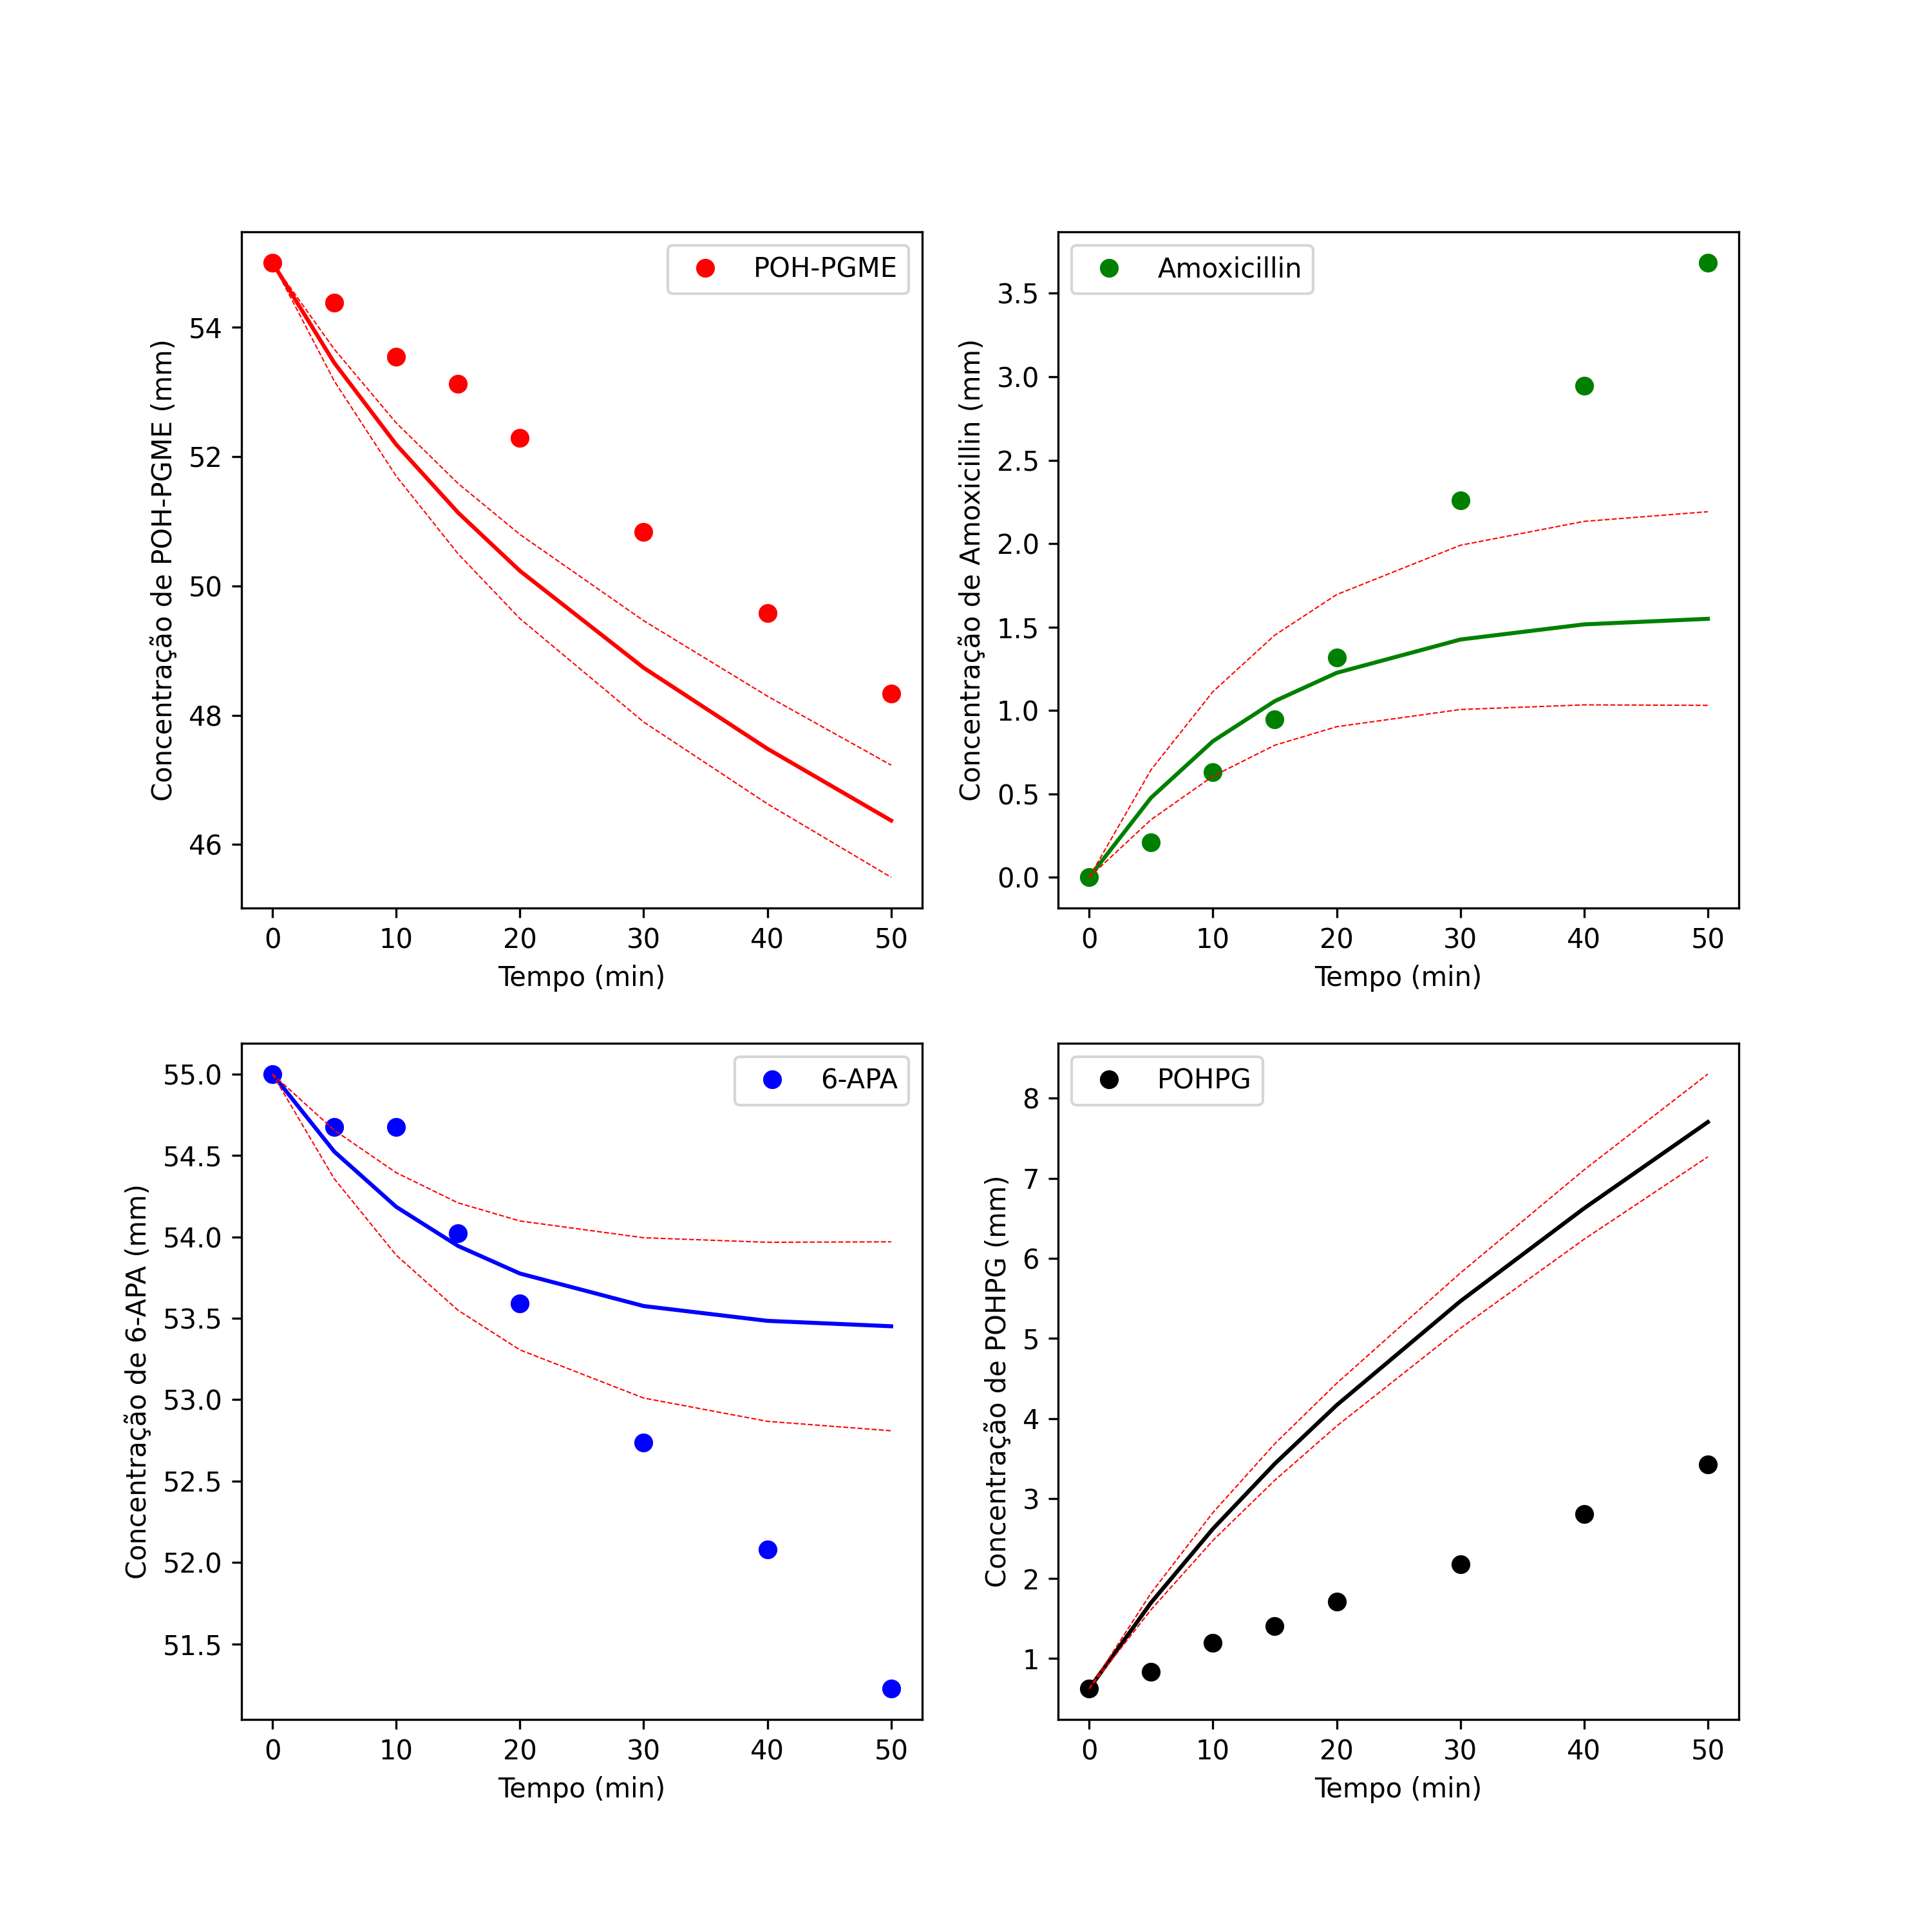 POH-PGME
Concentração de POH-PGME (mm)
54
52
50
48
46
0 10 20 30 40 50
Tempo (min)
Amoxicillin
Concentração de Amoxicillin (mm)
3.5
3.0
2.5
2.0
1.5
1.0
0.5
0.0
0 10 20 30 40 50
Tempo (min)
6-APA
Concentração de 6-APA (mm)
55.0
54.5
54.0
53.5
53.0
52.5
52.0
51.5
0 10 20 30 40 50
Tempo (min)
POHPG
Concentração de POHPG (mm)
8
7
6
5
4
3
2
1
0 10 20 30 40 50
Tempo (min)